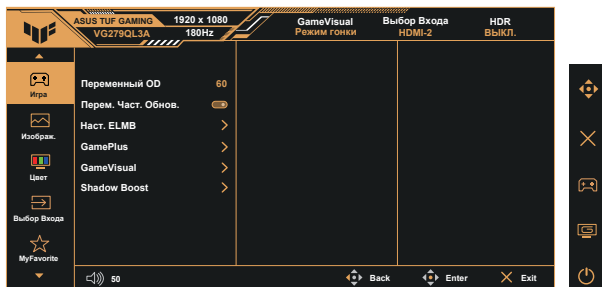 ASUS TUF GAMING 1920 x 1080
VG279QL3A 180Hz
GameVisual
Режим гонки
Выбор Входа
HDMI-2
HDR
ВЫКЛ.
Игра
Изображ.
Цвет
Выбор Входа
MyFavorite
Переменный OD 60
Перем. Част. Обнов.
Наст. ELMB
GamePlus
GameVisual
Shadow Boost
50
Back
Enter
Exit